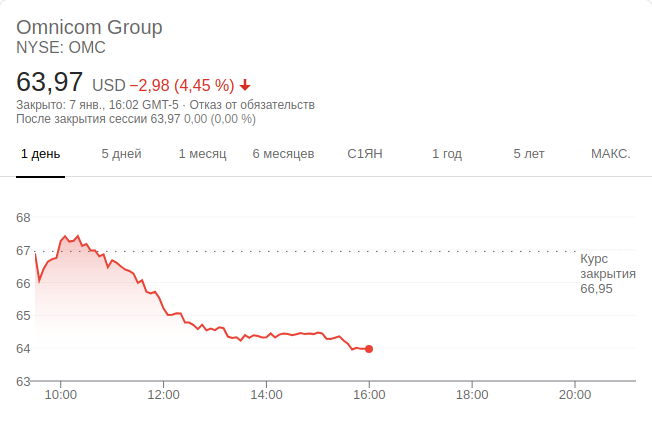 Omnicom Group
NYSE: OMC
63,97 USD −2,98 (4,45 %)
Закрыто: 7 янв., 16:02 GMT-5 · Отказ от обязательств
После закрытия сессии 63,97 0,00 (0,00 %)
1 день 5 дней 1 месяц 6 месяцев С1ЯН 1 год 5 лет МАКС.
68
67
Курс
закрытия
66,95
66
65
64
63
10:00 12:00 14:00 16:00 18:00 20:00